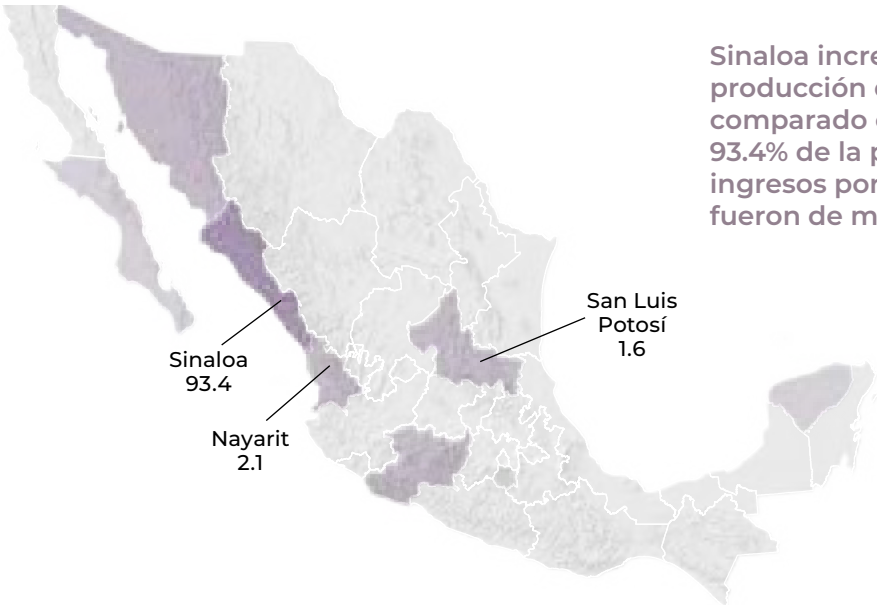 Sinaloa incre
producción
comparado
93.4% de la
ingresos por
fueron de m
San Luis
Potosí
1.6
Sinaloa
93.4
Nayarit
2.1